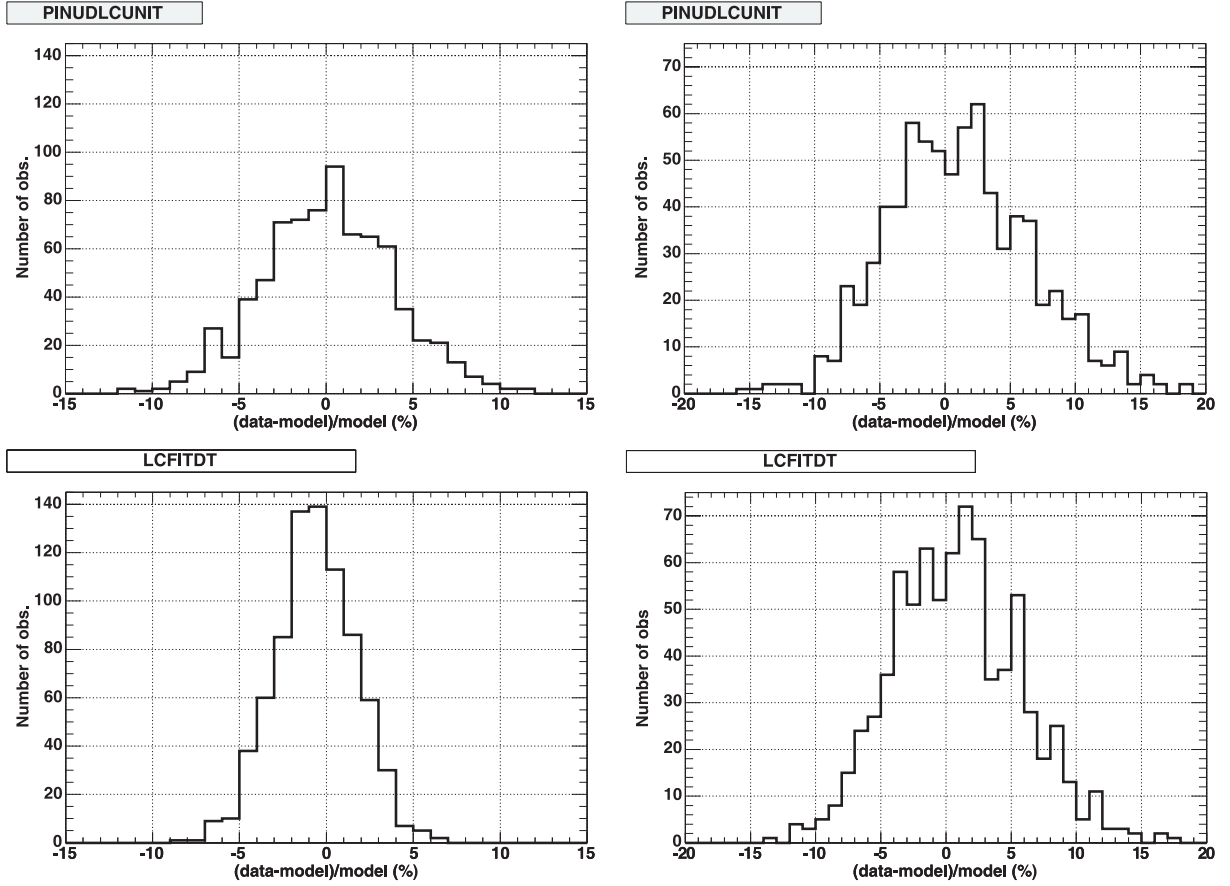 PINUDLCUNIT
140
120
100
80
60
40
20
0
Number of obs.
-15 -10 -5 0 5 10 15
(data-model)/model (%)
PINUDLCUNIT
70
60
50
40
30
20
10
0
Number of obs.
-20 -15 -10 -5 0 5 10 15 20
(data-model)/model (%)
LCFITDT
140
120
100
80
60
40
20
0
Number of obs.
-15 -10 -5 0 5 10 15
(data-model)/model (%)
LCFITDT
70
60
50
40
30
20
10
0
Number of obs
-20 -15 -10 -5 0 5 10 15 20
(data-model)/model (%)